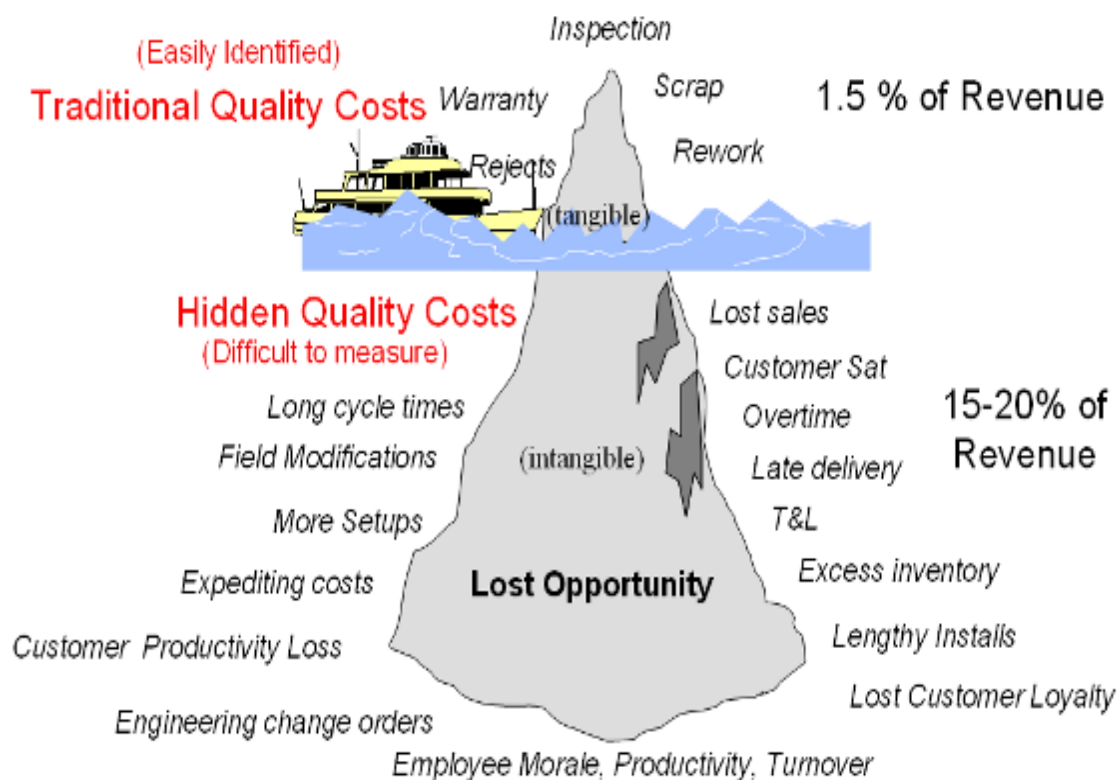 Inspection
(Easily Identified)
Traditional Quality Costs
Warranty
Scrap
1.5 % of Revenue
Rejects
Rework
(tangible)
Hidden Quality Costs
(Difficult to measure)
Lost sales
Customer Sat
Long cycle times
Overtime
15-20% of
Revenue
Field Modifications
(intangible)
Late delivery
More Setups
T&L
Expediting costs
Lost Opportunity
Excess inventory
Customer Productivity Loss
Lengthy Installs
Lost Customer Loyalty
Engineering change orders
Employee Morale, Productivity, Turnover